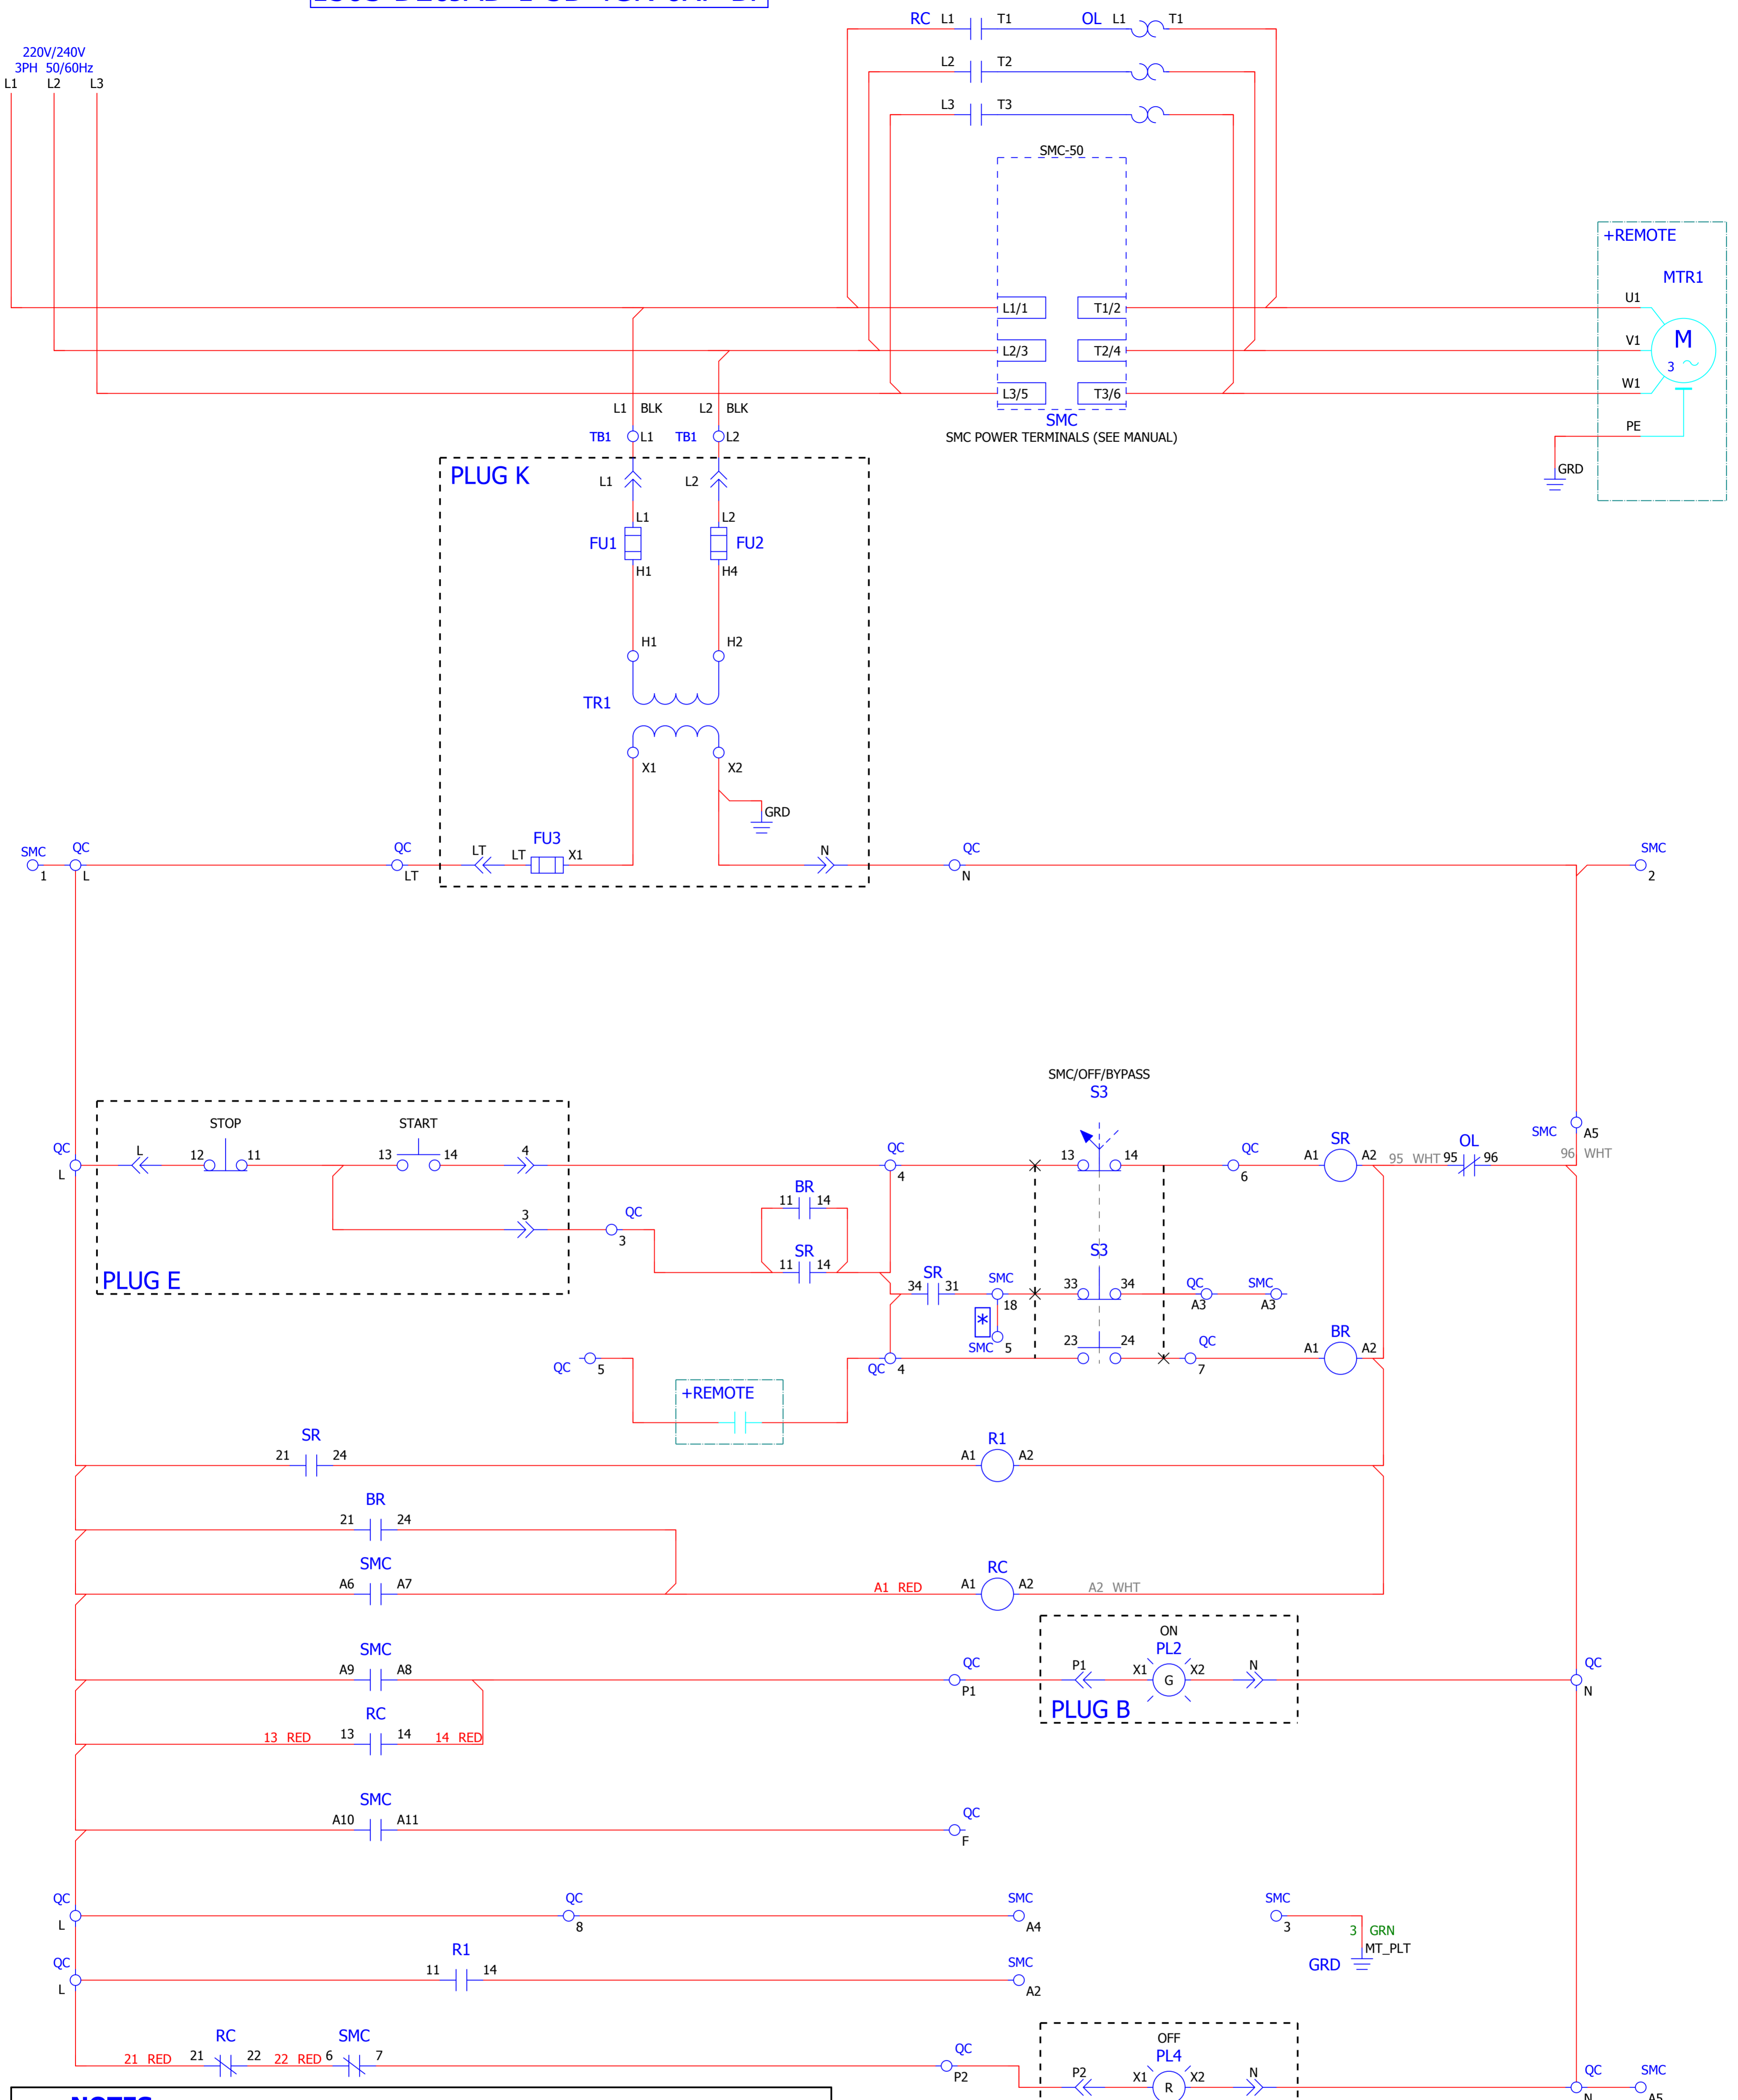 RC L1 T1 OL L1 T1
220V/240V
3PH 50/60Hz
L1 L2 L3
L2 T2
L3 T3
SMC-50
+REMOTE
MTR1
L1/1 T1/2 U1
L2/3 T2/4 V1 M
3
L3/5 T3/6 W1
L1 BLK L2 BLK
SMC
SMC POWER TERMINALS (SEE MANUAL)
PE
TB1 L1 TB1 L2
GRD
PLUG K
L1 L2
L1 L2
FU1 FU2
H1 H4
H1 H2
TR1
X1 X2
GRD
SMC QC QC LT LT FU3 X1 N QC SMC
1 L LT N 2
SMC/OFF/BYPASS
S3
STOP START
QC L 12 11 13 14 4 QC 13 14 QC SR OL SMC A5
L 4 6 A1 A2 95 WHT 95 96 96 WHT
BR
11 14
3 QC
3
SR
11 14
S3
PLUG E
SR
34 31 SMC 33 34 QC SMC
18 A3 A3
*
SMC 5 23 24 QC BR
QC 5 QC 4 7 A1 A2
+REMOTE
SR R1
21 24 A1 A2
BR
21 24
SMC RC
A6 A7 A1 RED A1 A2 A2 WHT
ON
SMC PL2
A9 A8 QC P1 X1 G X2 N QC
P1 N
PLUG B
RC
13 RED 13 14 14 RED
SMC
A10 A11 QC
F
QC QC SMC SMC
L 8 A4 3
3 GRN
MT_PLT
GRD
QC R1 SMC
L 11 14 A2
OFF
RC SMC PL4
21 RED 21 22 22 RED 6 7 QC P2 X1 R X2 N QC SMC
P2